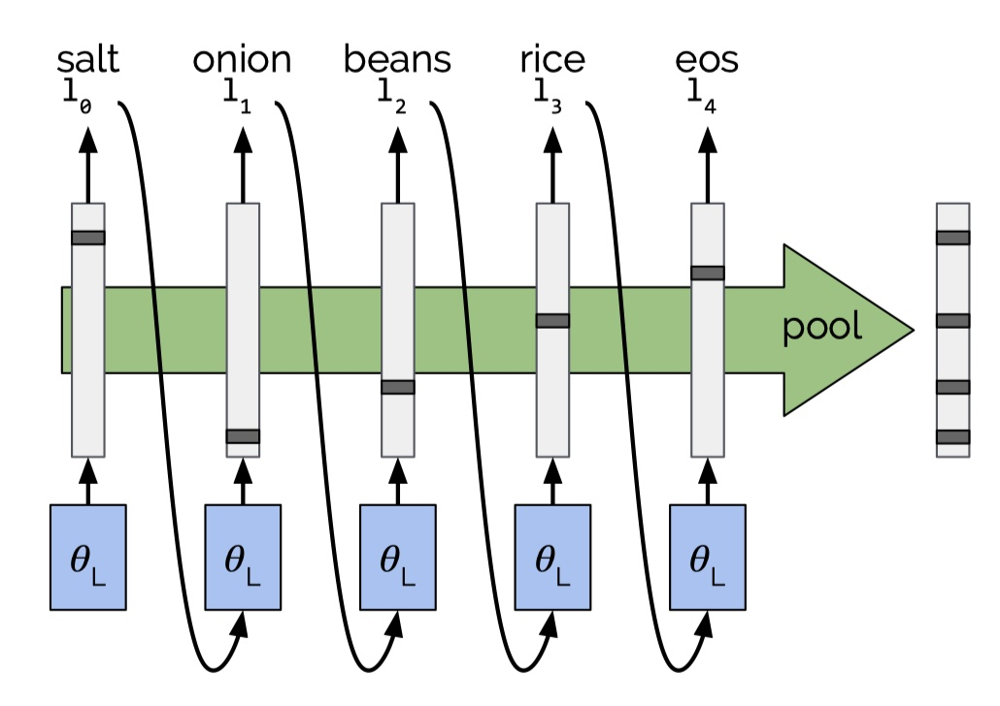 salt onion beans rice eos
l₀ l₁ l₂ l₃ l₄
pool
θL θL θL θL θL